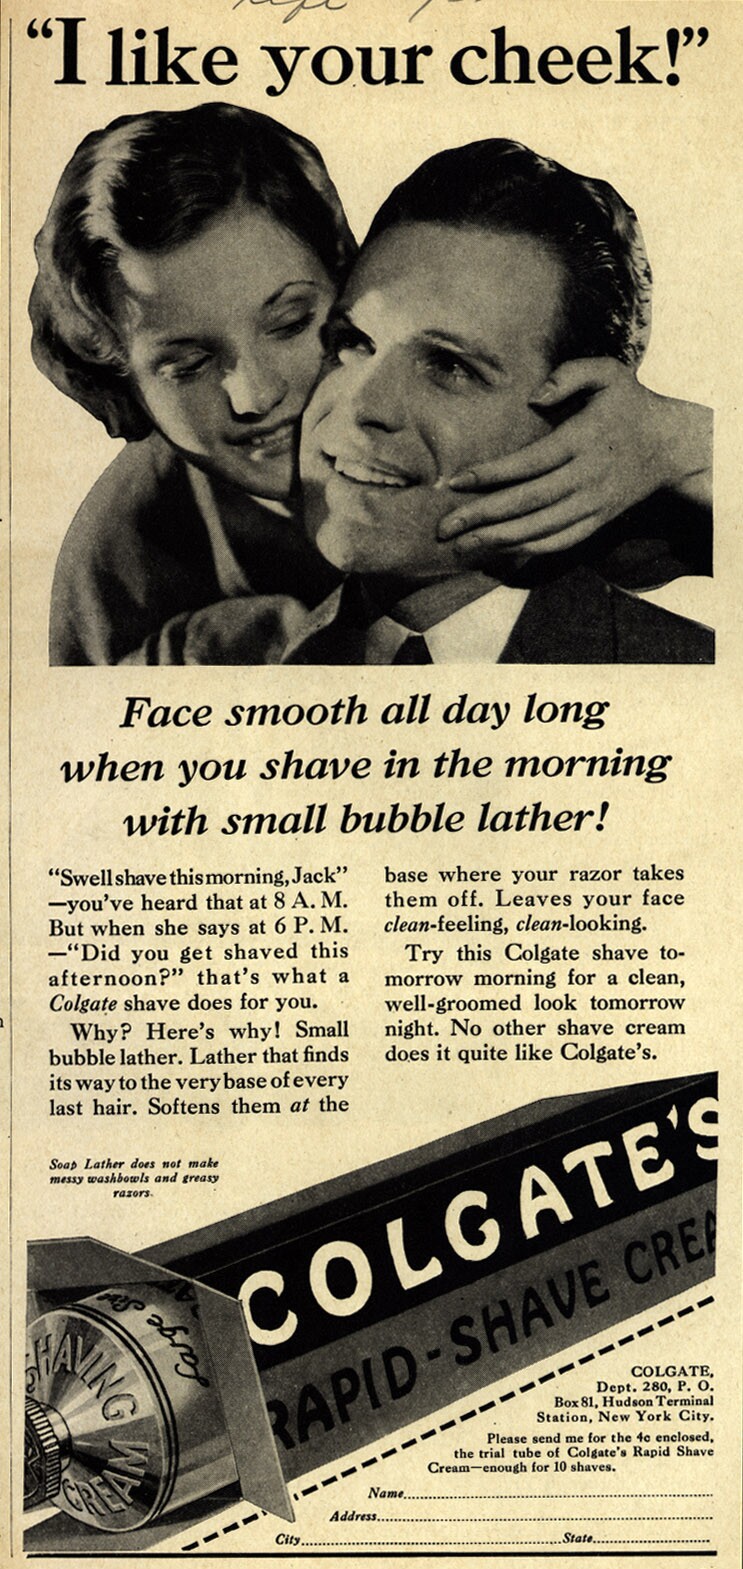 “I like your cheek!”
Face smooth all day long
when you shave in the morning
with small bubble lather!
“Swell shave this morning, Jack”
—you've heard that at 8 A. M.
But when she says at 6 P. M.
—“Did you get shaved this
afternoon?” that's what a
Colgate shave does for you.
Why? Here's why! Small
bubble lather. Lather that finds
its way to the very base of every
last hair. Softens them at the
base where your razor takes
them off. Leaves your face
clean-feeling, clean-looking.
Try this Colgate shave to-
morrow morning for a clean,
well-groomed look tomorrow
night. No other shave cream
does it quite like Colgate's.
Soap Lather does not make
messy washbowls and greasy
razors.
COLGATE'S
RAPID-SHAVE CREA
Large
SHAVING
CREAM
COLGATE,
Dept. 280, P. O.
Box 81, Hudson Terminal
Station, New York City.
Please send me for the 4c enclosed,
the trial tube of Colgate's Rapid Shave
Cream—enough for 10 shaves.
Name
Address
City State